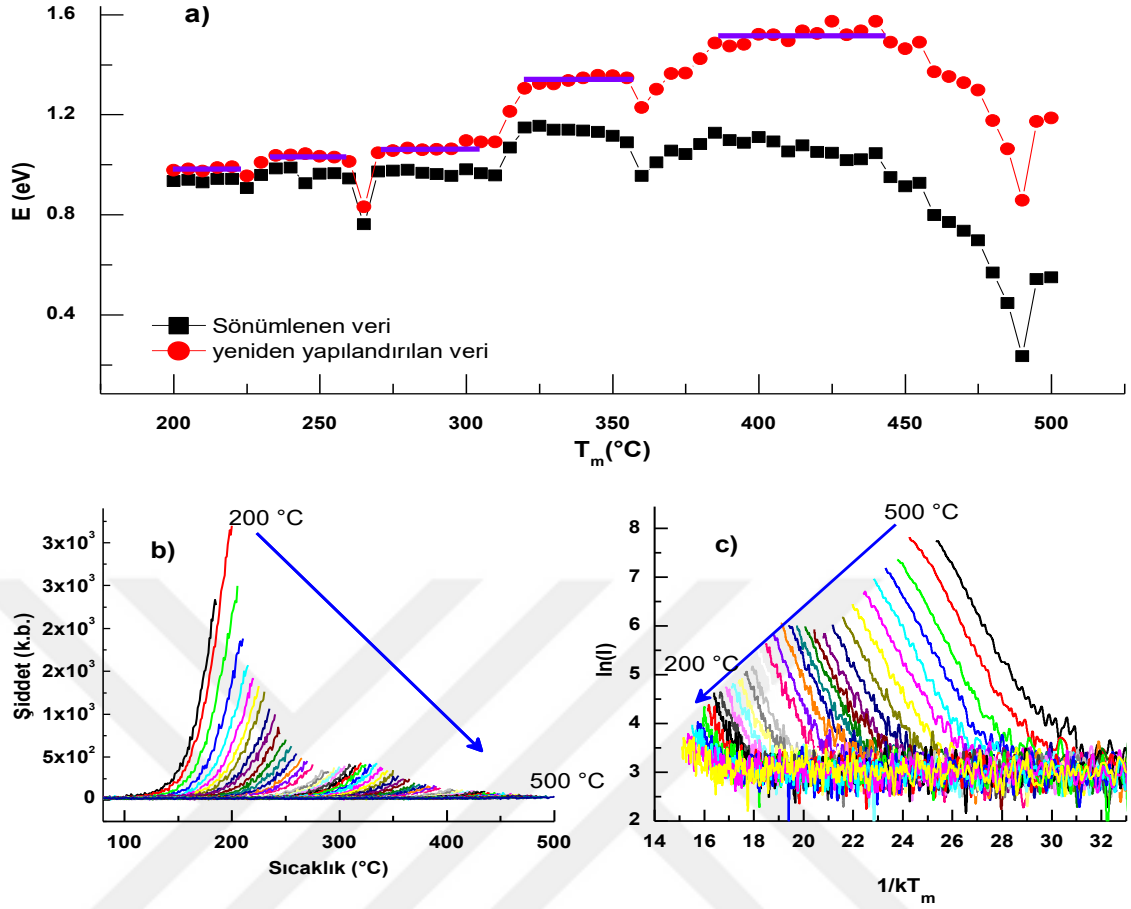 a)
1.6
1.2
0.8
0.4
E (eV)
Sönümlenen veri
yeniden yapılandırılan veri
200 250 300 350 400 450 500
T_m(°C)
b)
200 °C
500 °C
3x10³
3x10³
2x10³
2x10³
1x10³
5x10²
0
Şiddet (k.b.)
100 200 300 400 500
Sıcaklık (°C)
c)
500 °C
200 °C
8
7
6
5
4
3
2
ln(I)
14 16 18 20 22 24 26 28 30 32
1/kT_m